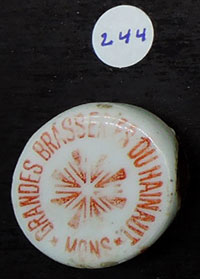 244
GRANDES BRASSERIES DU HAINAUT
★ MONS ★